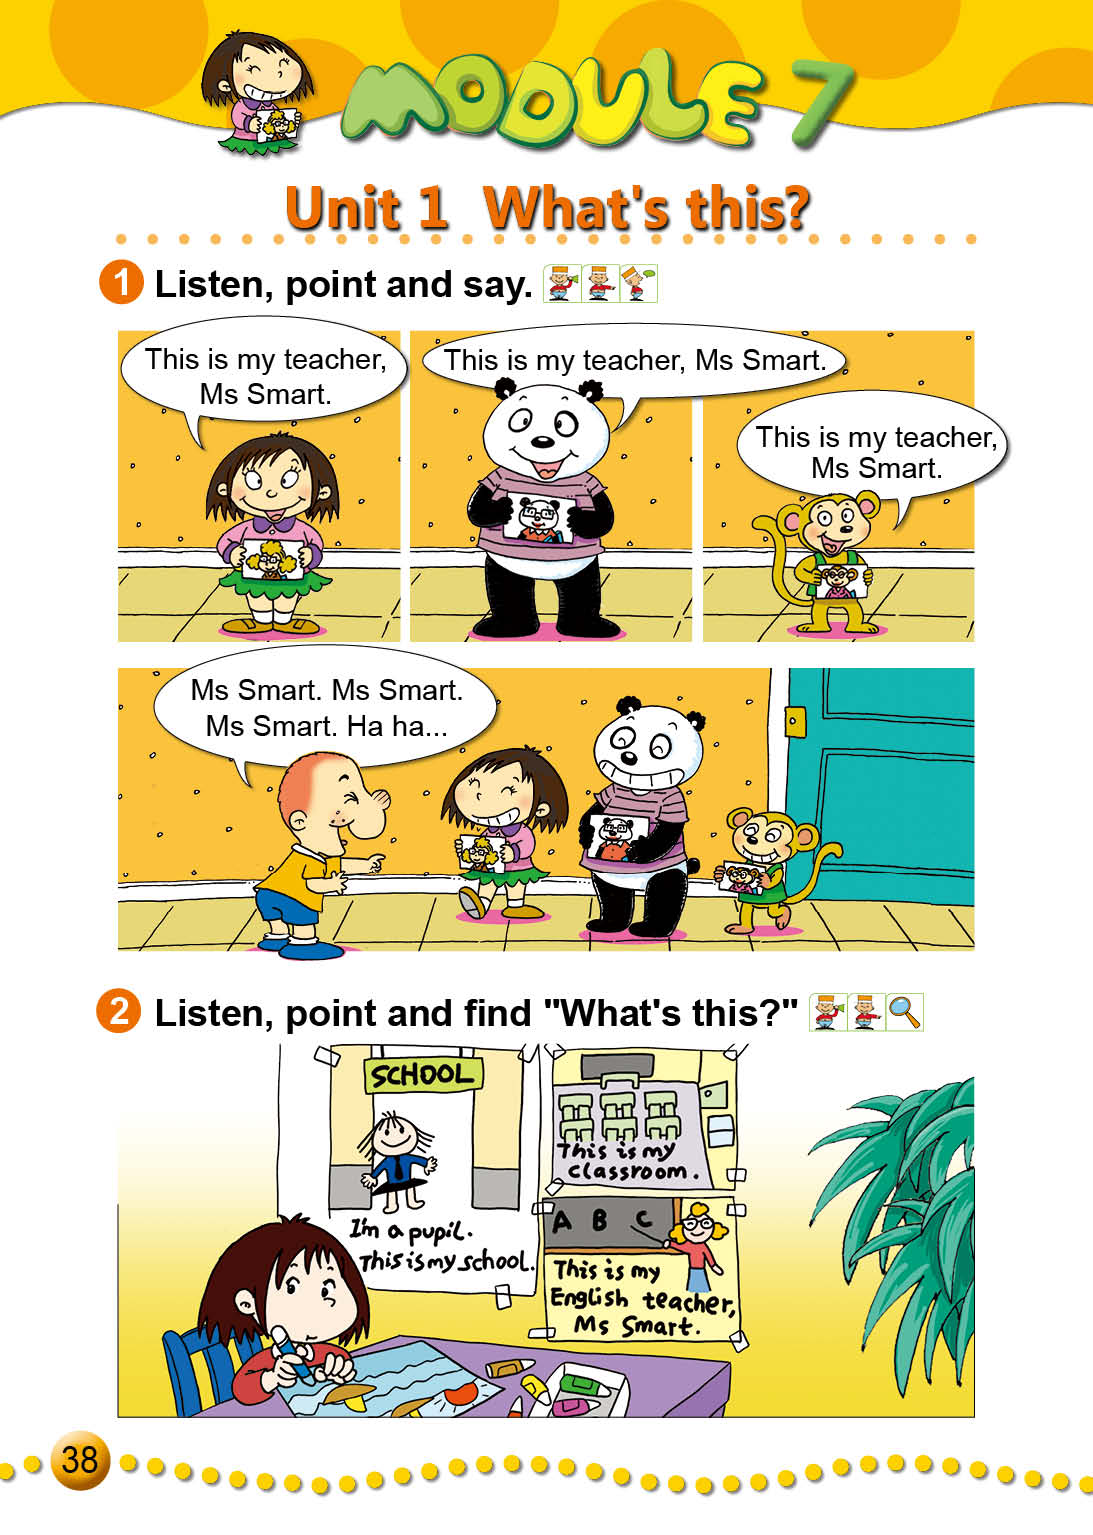 MODULE 7
Unit 1 What's this?
1 Listen, point and say.
This is my teacher,
Ms Smart.
This is my teacher, Ms Smart.
This is my teacher,
Ms Smart.
Ms Smart. Ms Smart.
Ms Smart. Ha ha...
2 Listen, point and find "What's this?"
SCHOOL
I'm a pupil.
This is my school.
This is my
classroom.
A B C
This is my
English teacher,
Ms Smart.
38